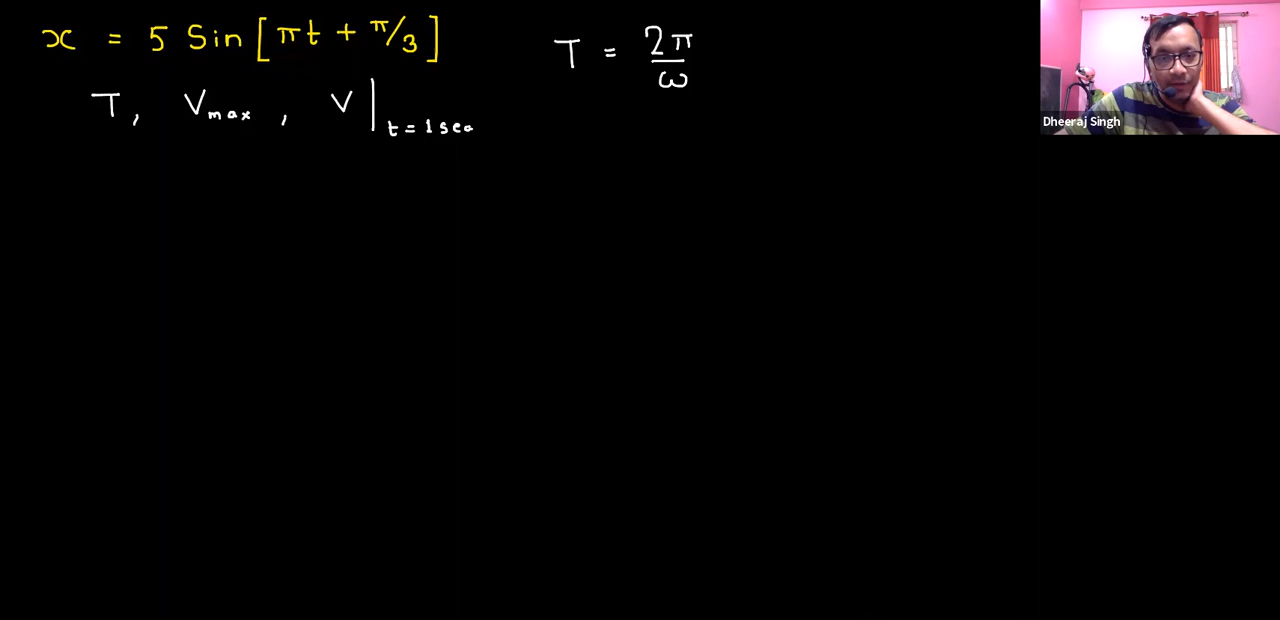 x = 5 Sin [πt + π/3]
T = 2π/ω
T, Vmax, V|t = 1 sec
Dheeraj Singh